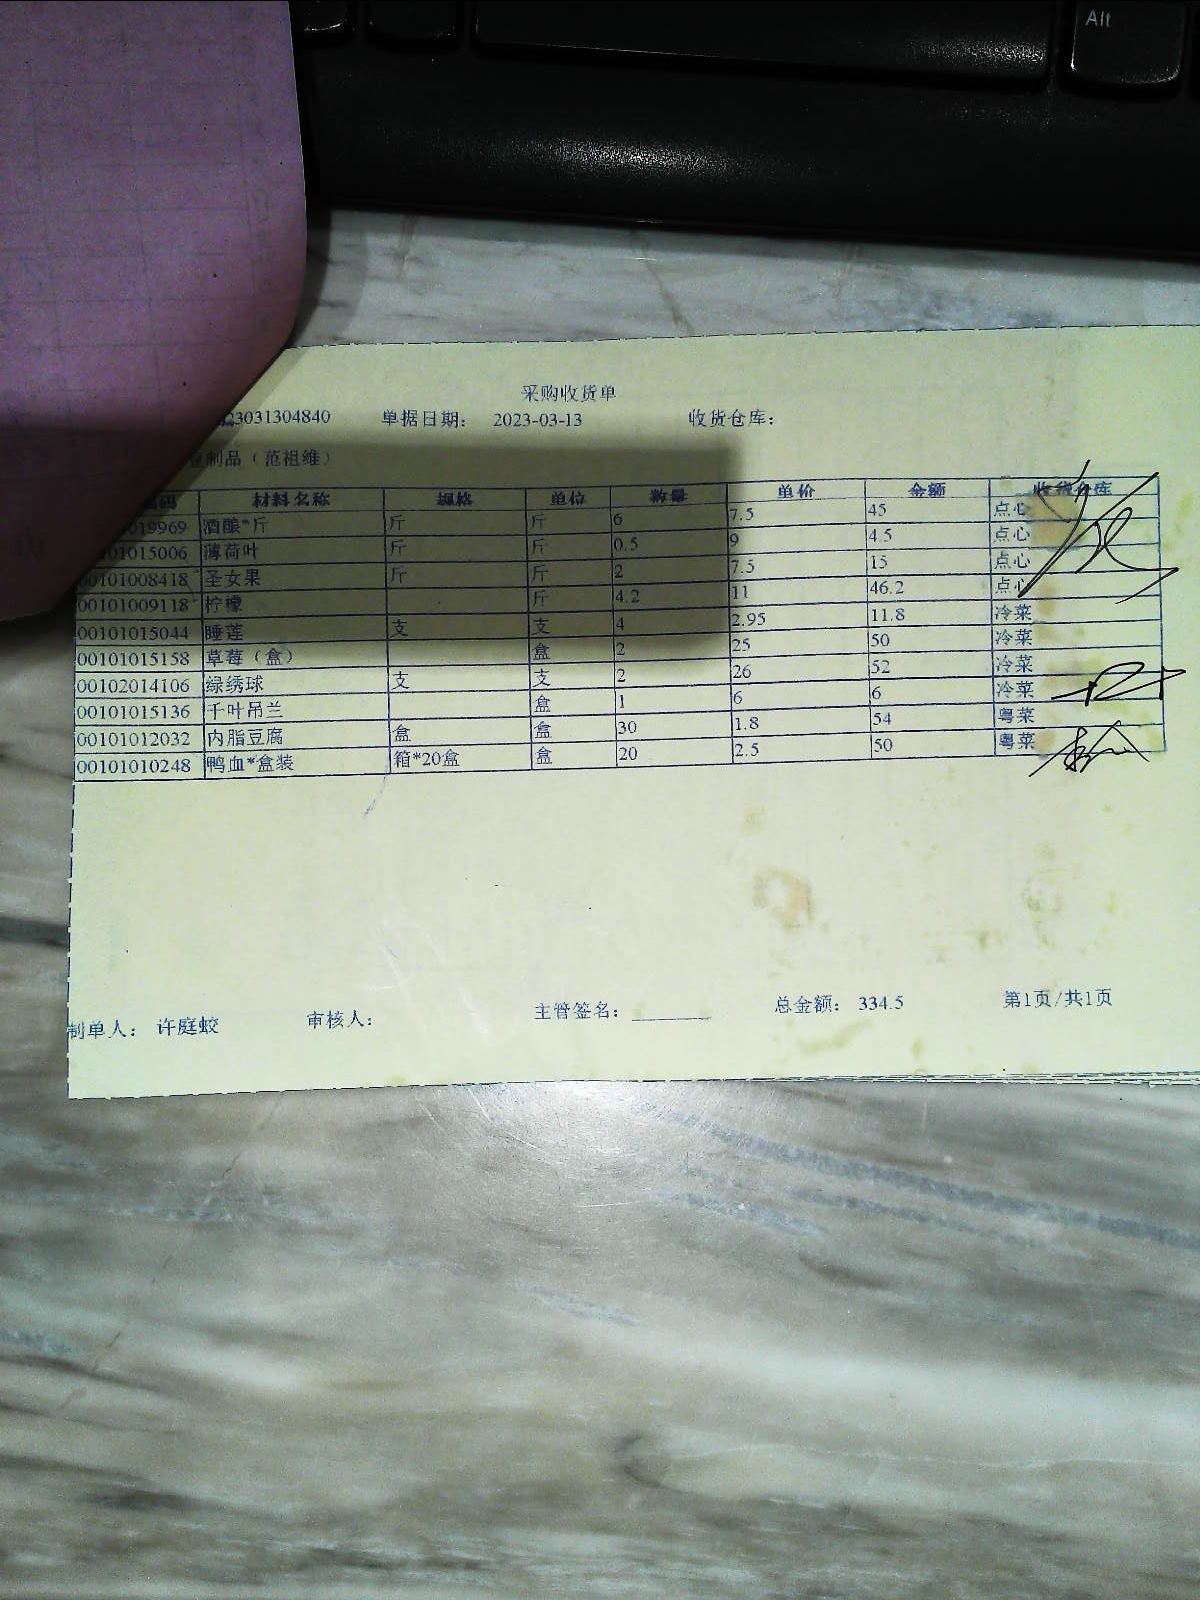 Alt
采购收货单
23031304840 单据日期: 2023-03-13 收货仓库:
制品（范祖维）
码 材料名称 规格 单位 数量 单价 金额 收货仓库
019969 酒酿*斤 斤 斤 6 7.5 45 点心
01015006 薄荷叶 斤 斤 0.5 9 4.5 点心
00101008418 圣女果 斤 斤 2 7.5 15 点心
00101009118 柠檬 斤 4.2 11 46.2 点心
00101015044 睡莲 支 支 4 2.95 11.8 冷菜
00101015158 草莓（盒） 盒 2 25 50 冷菜
00102014106 绿绣球 支 支 2 26 52 冷菜
00101015136 千叶吊兰 盒 1 6 6 冷菜
00101012032 内脂豆腐 盒 盒 30 1.8 54 粤菜
00101010248 鸭血*盒装 箱*20盒 盒 20 2.5 50 粤菜
制单人: 许庭蛟 审核人: 主管签名: 总金额: 334.5 第1页/共1页